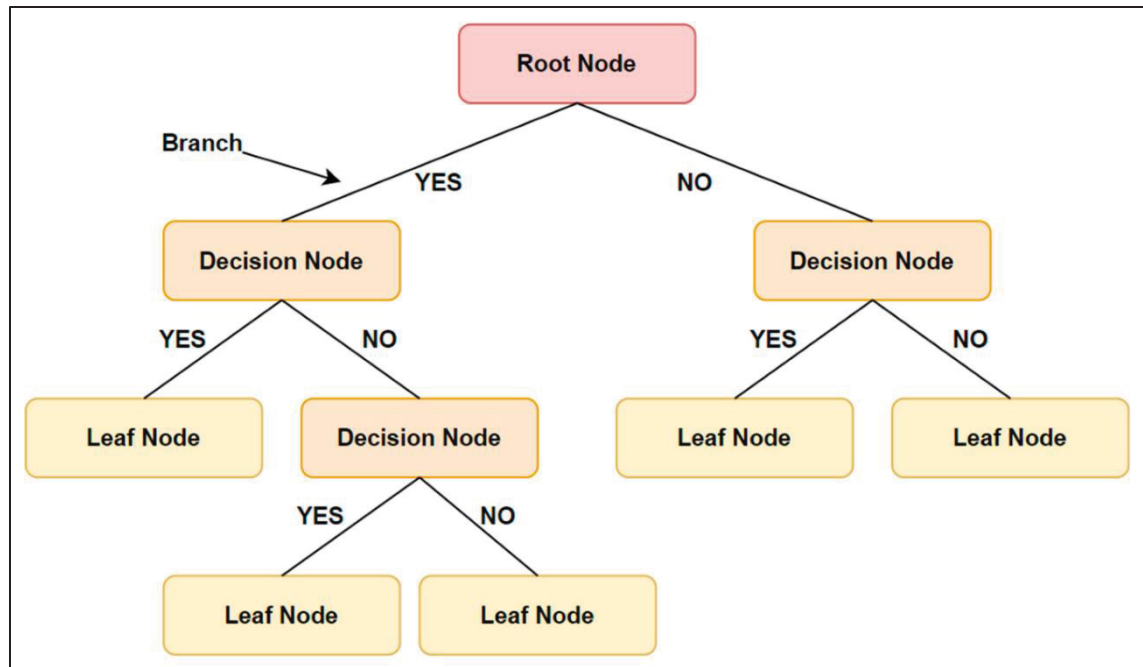 Root Node
Branch
YES
NO
Decision Node
Decision Node
YES
NO
YES
NO
Leaf Node
Decision Node
Leaf Node
Leaf Node
YES
NO
Leaf Node
Leaf Node